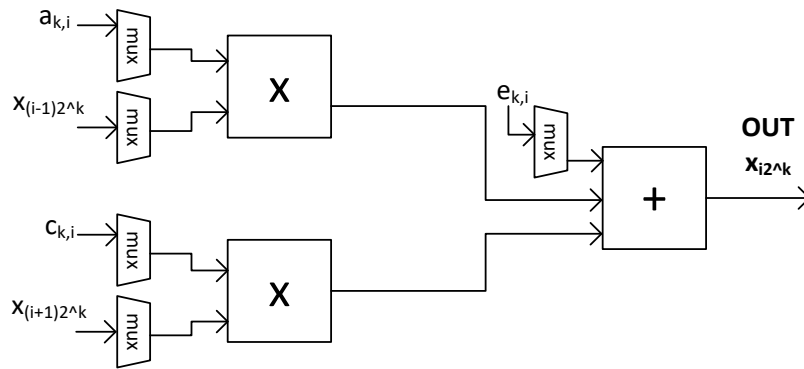 a_{k,i}
mux
X
x_{(i-1)2^k}
mux
e_{k,i}
mux
OUT
x_{i2^k}
+
c_{k,i}
mux
X
x_{(i+1)2^k}
mux